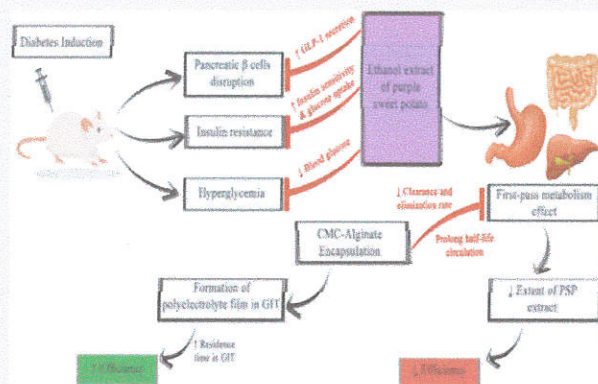 Diabetes Induction
Pancreatic β cells
disruption
Insulin resistance
Hyperglycemia
↑ GLP-1 secretion
↑ Insulin sensitivity
& glucose uptake
↓ Blood glucose
Ethanol extract
of purple
sweet potato
↓ Clearance and
elimination rate
Prolong half-life
circulation
First-pass metabolism
effect
CMC-Alginate
Encapsulation
Formation of
polyelectrolyte film in GIT
↓ Extent of PSP
extract
↑ Residence
time in GIT
↑ Efficiency
↓ Efficiency